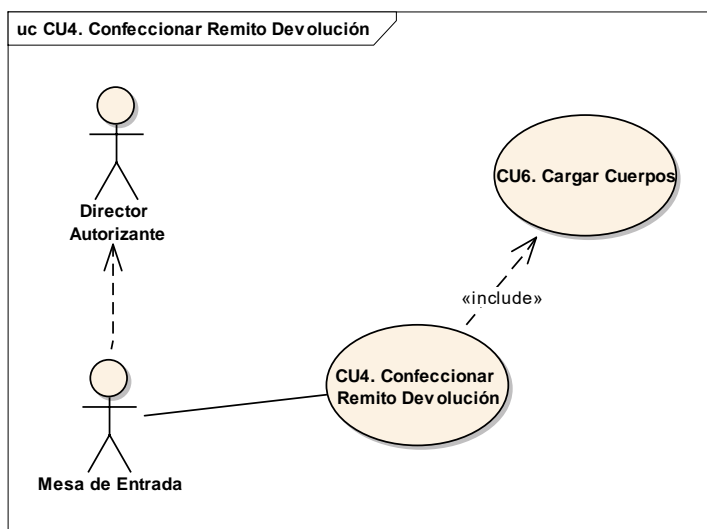 uc CU4. Confeccionar Remito Devolución
Director
Autorizante
CU6. Cargar Cuerpos
«include»
CU4. Confeccionar
Remito Devolución
Mesa de Entrada